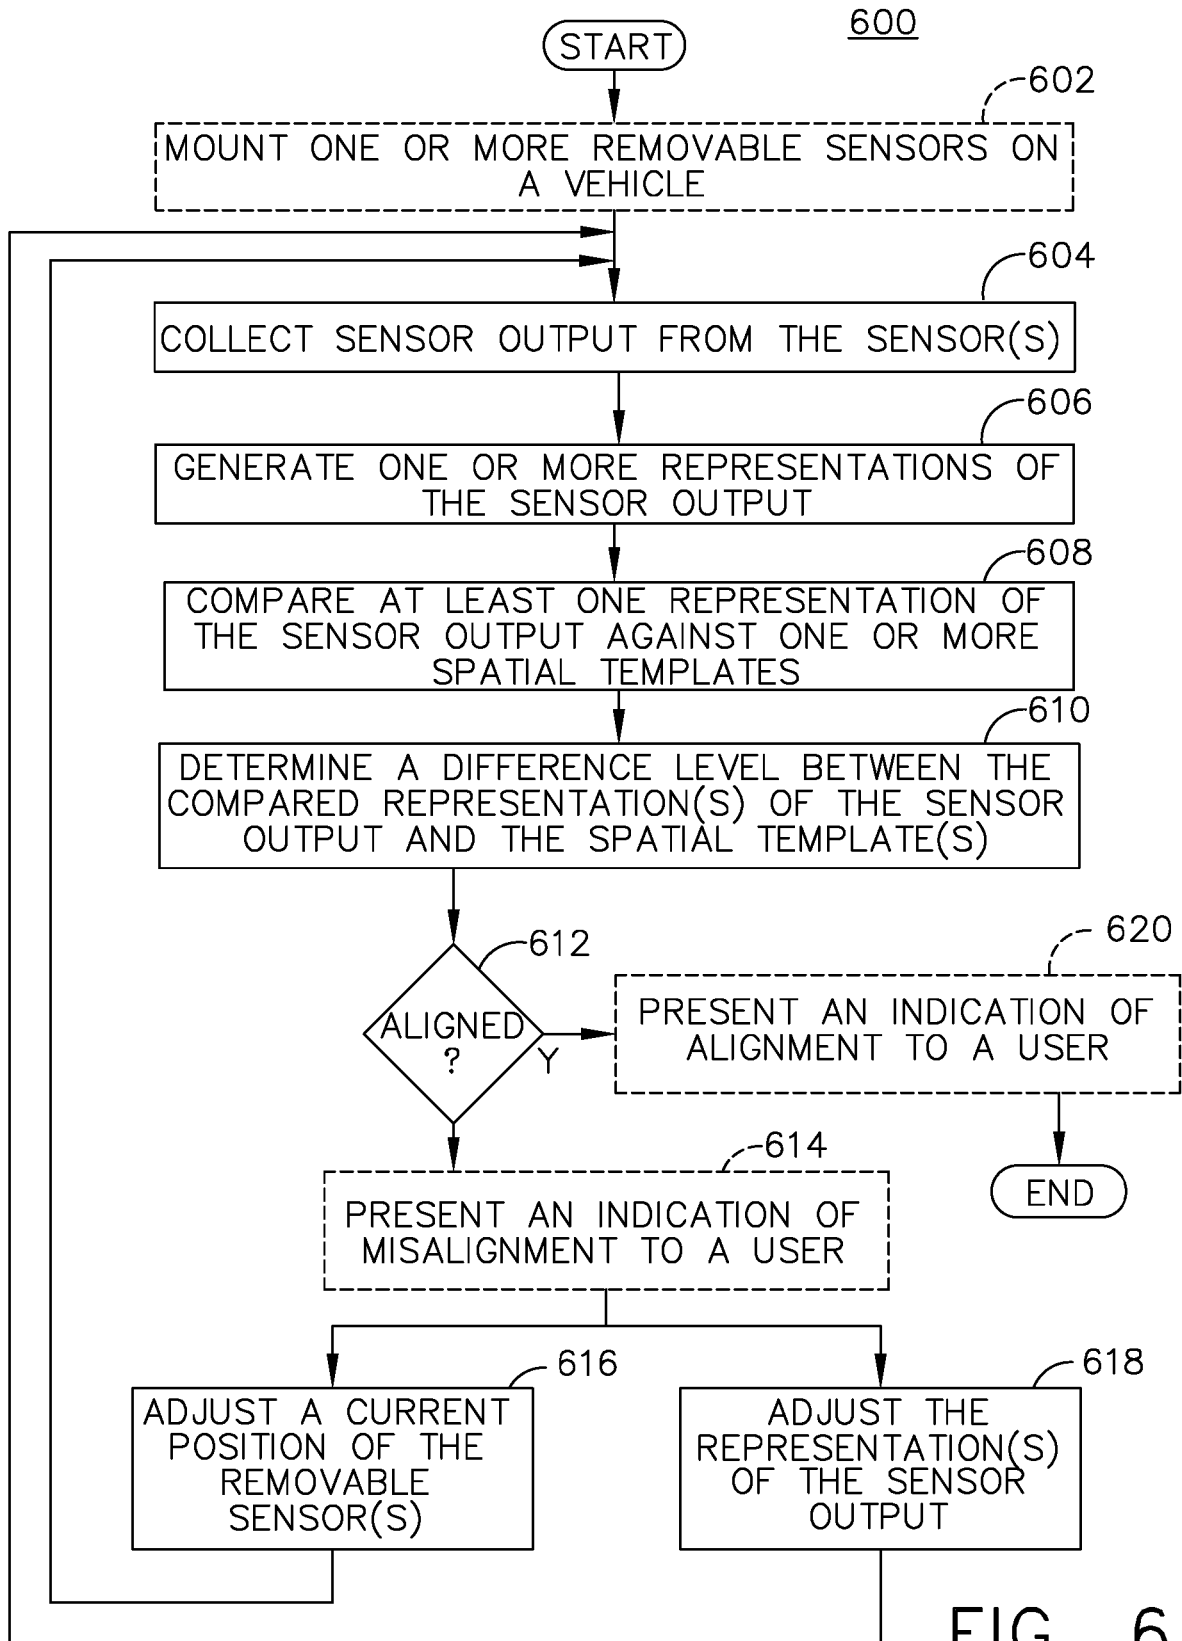 600
START
602
MOUNT ONE OR MORE REMOVABLE SENSORS ON
A VEHICLE
604
COLLECT SENSOR OUTPUT FROM THE SENSOR(S)
606
GENERATE ONE OR MORE REPRESENTATIONS OF
THE SENSOR OUTPUT
608
COMPARE AT LEAST ONE REPRESENTATION OF
THE SENSOR OUTPUT AGAINST ONE OR MORE
SPATIAL TEMPLATES
610
DETERMINE A DIFFERENCE LEVEL BETWEEN THE
COMPARED REPRESENTATION(S) OF THE SENSOR
OUTPUT AND THE SPATIAL TEMPLATE(S)
612
ALIGNED
?
Y
620
PRESENT AN INDICATION OF
ALIGNMENT TO A USER
END
614
PRESENT AN INDICATION OF
MISALIGNMENT TO A USER
616
ADJUST A CURRENT
POSITION OF THE
REMOVABLE
SENSOR(S)
618
ADJUST THE
REPRESENTATION(S)
OF THE SENSOR
OUTPUT
FIG. 6